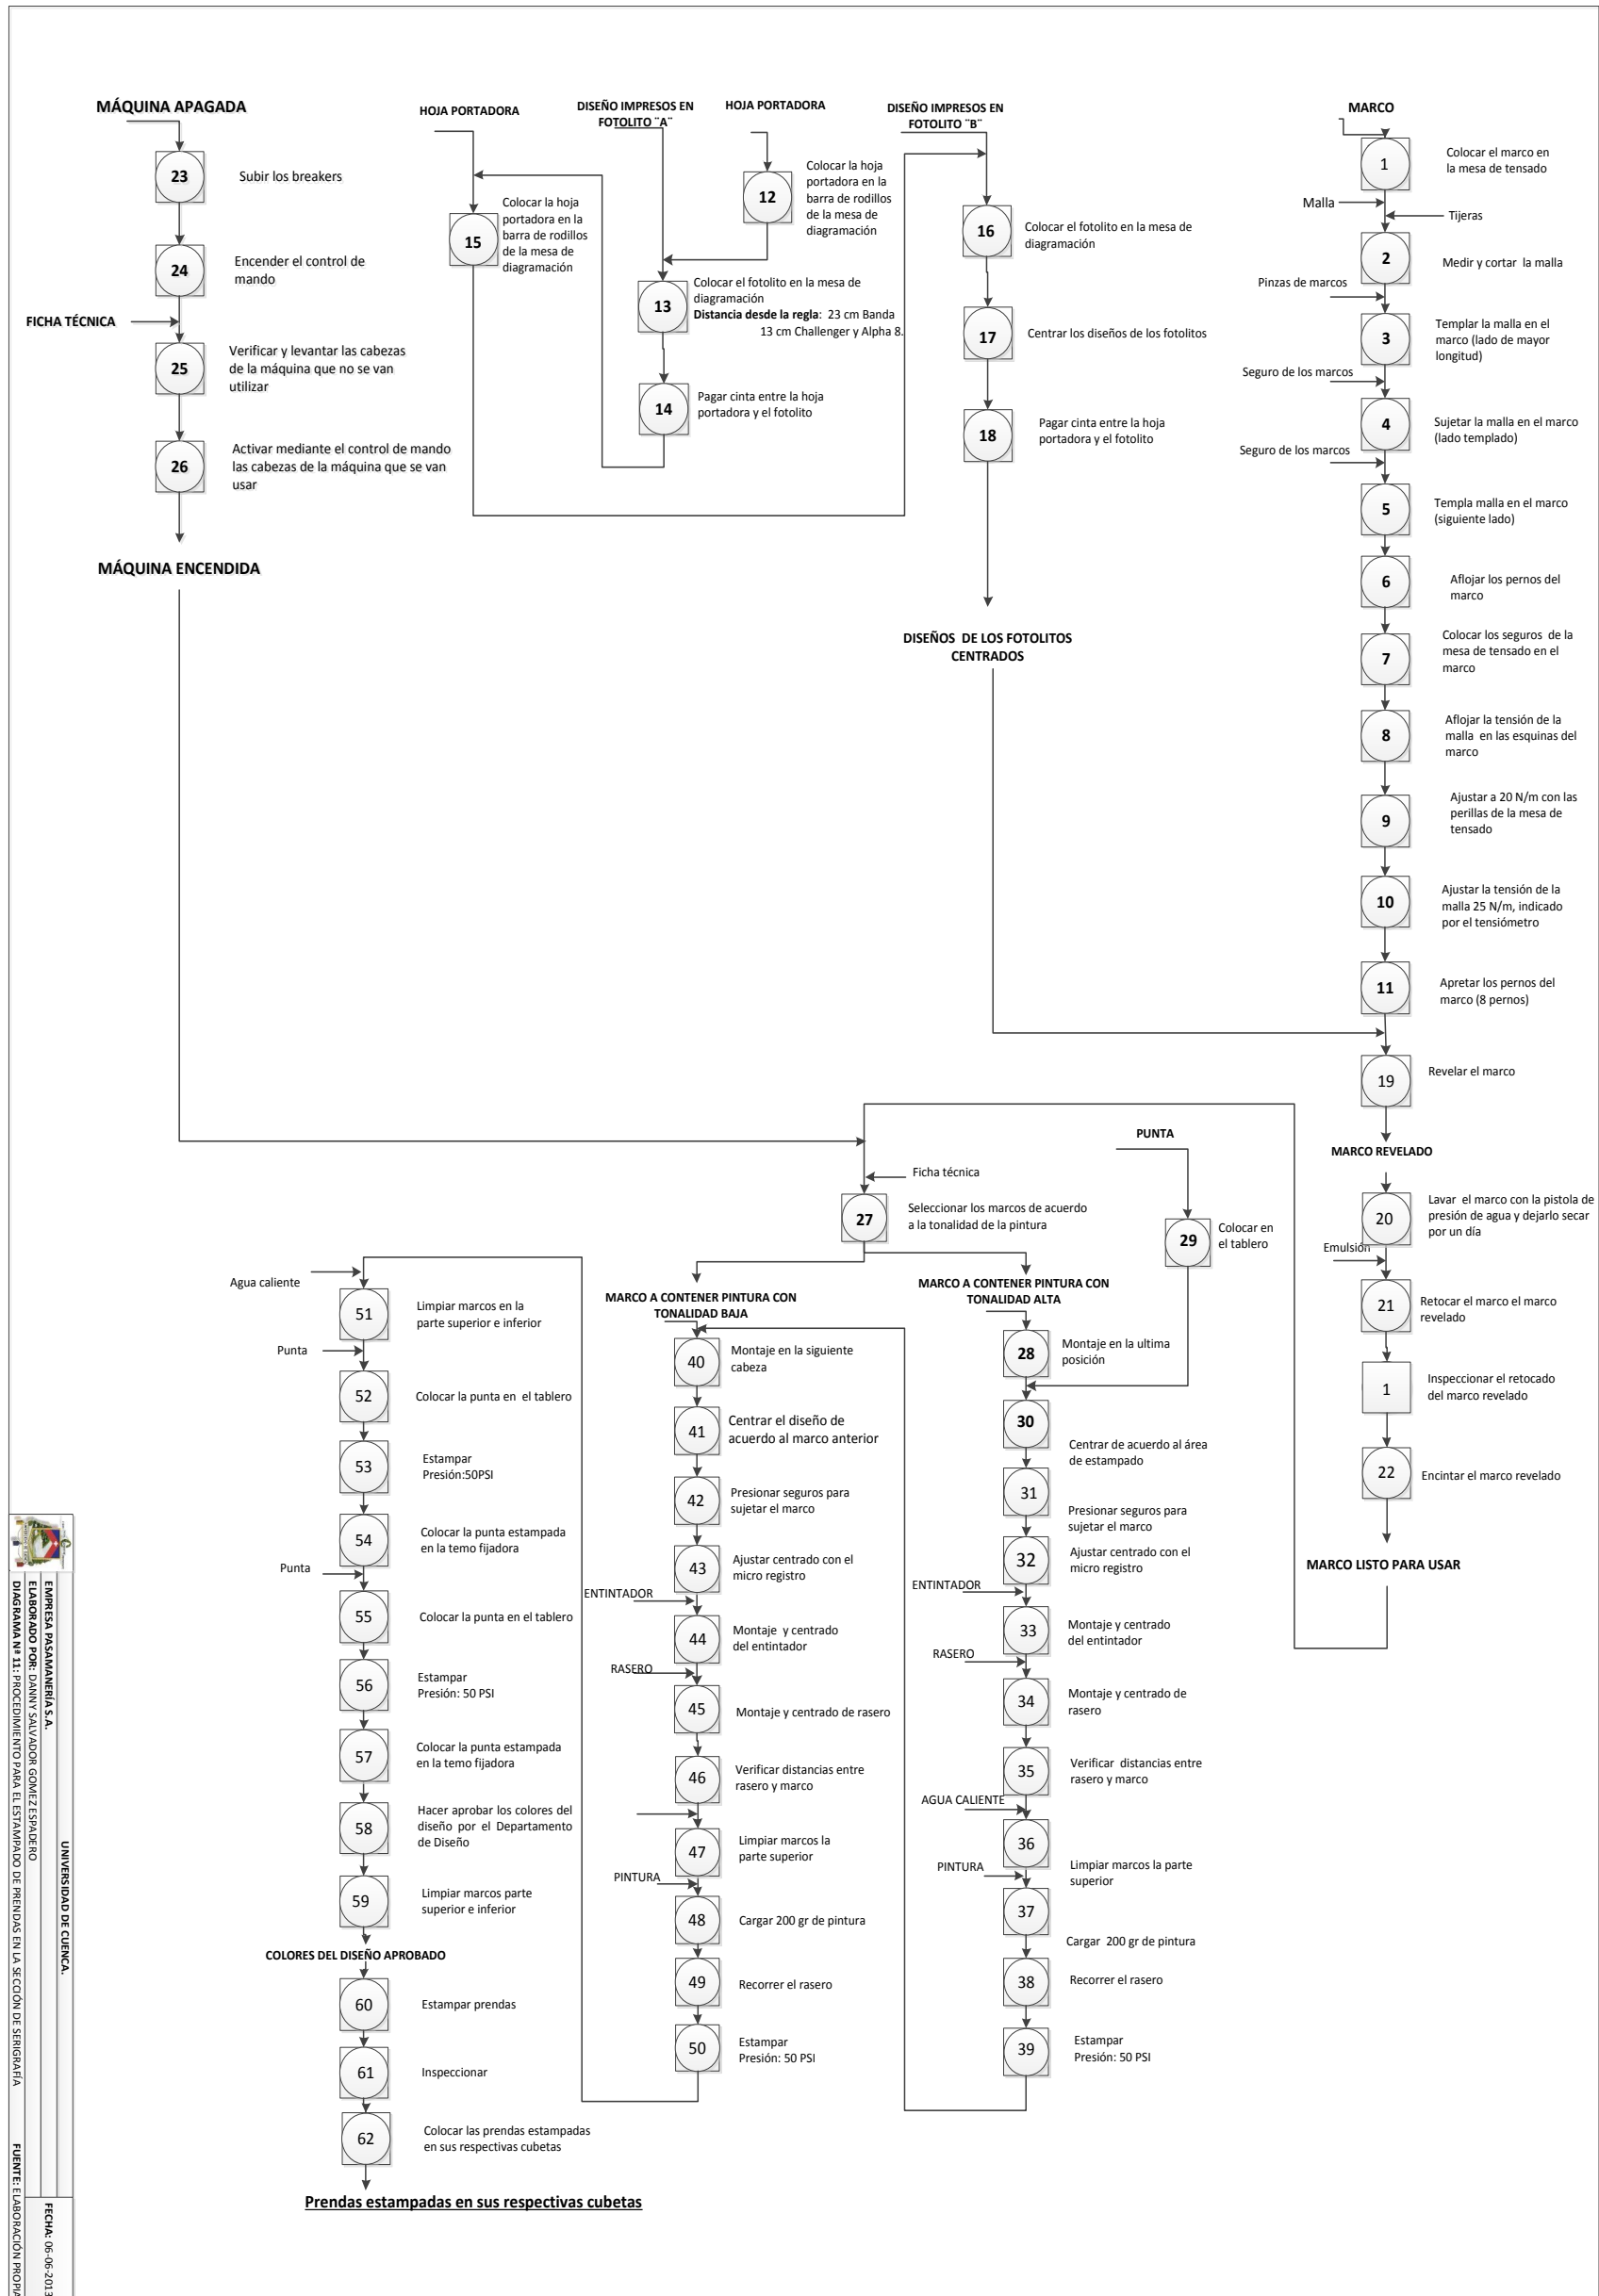 MÁQUINA APAGADA
23
Subir los breakers
24
Encender el control de
mando
FICHA TÉCNICA
25
Verificar y levantar las cabezas
de la máquina que no se van
utilizar
26
Activar mediante el control de mando
las cabezas de la máquina que se van
usar
MÁQUINA ENCENDIDA
HOJA PORTADORA
15
Colocar la hoja
portadora en la
barra de rodillos
de la mesa de
diagramación
DISEÑO IMPRESOS EN
FOTOLITO ¨A¨
HOJA PORTADORA
12
Colocar la hoja
portadora en la
barra de rodillos
de la mesa de
diagramación
13
Colocar el fotolito en la mesa de
diagramación
Distancia desde la regla: 23 cm Banda
13 cm Challenger y Alpha 8.
14
Pagar cinta entre la hoja
portadora y el fotolito
DISEÑO IMPRESOS EN
FOTOLITO ¨B¨
16
Colocar el fotolito en la mesa de
diagramación
17
Centrar los diseños de los fotolitos
18
Pagar cinta entre la hoja
portadora y el fotolito
DISEÑOS DE LOS FOTOLITOS
CENTRADOS
MARCO
1
Colocar el marco en
la mesa de tensado
Malla
Tijeras
2
Medir y cortar la malla
Pinzas de marcos
3
Templar la malla en el
marco (lado de mayor
longitud)
Seguro de los marcos
4
Sujetar la malla en el marco
(lado templado)
Seguro de los marcos
5
Templa malla en el marco
(siguiente lado)
6
Aflojar los pernos del
marco
7
Colocar los seguros de la
mesa de tensado en el
marco
8
Aflojar la tensión de la
malla en las esquinas del
marco
9
Ajustar a 20 N/m con las
perillas de la mesa de
tensado
10
Ajustar la tensión de la
malla 25 N/m, indicado
por el tensiómetro
11
Apretar los pernos del
marco (8 pernos)
19
Revelar el marco
MARCO REVELADO
20
Lavar el marco con la pistola de
presión de agua y dejarlo secar
por un día
Emulsión
21
Retocar el marco el marco
revelado
1
Inspeccionar el retocado
del marco revelado
22
Encintar el marco revelado
MARCO LISTO PARA USAR
Ficha técnica
27
Seleccionar los marcos de acuerdo
a la tonalidad de la pintura
PUNTA
29
Colocar en
el tablero
MARCO A CONTENER PINTURA CON
TONALIDAD ALTA
28
Montaje en la ultima
posición
30
Centrar de acuerdo al área
de estampado
31
Presionar seguros para
sujetar el marco
32
Ajustar centrado con el
micro registro
ENTINTADOR
33
Montaje y centrado
del entintador
RASERO
34
Montaje y centrado de
rasero
35
Verificar distancias entre
rasero y marco
AGUA CALIENTE
36
Limpiar marcos la parte
superior
PINTURA
37
Cargar 200 gr de pintura
38
Recorrer el rasero
39
Estampar
Presión: 50 PSI
MARCO A CONTENER PINTURA CON
TONALIDAD BAJA
40
Montaje en la siguiente
cabeza
41
Centrar el diseño de
acuerdo al marco anterior
42
Presionar seguros para
sujetar el marco
43
Ajustar centrado con el
micro registro
ENTINTADOR
44
Montaje y centrado
del entintador
RASERO
45
Montaje y centrado de rasero
46
Verificar distancias entre
rasero y marco
47
Limpiar marcos la
parte superior
PINTURA
48
Cargar 200 gr de pintura
49
Recorrer el rasero
50
Estampar
Presión: 50 PSI
Agua caliente
51
Limpiar marcos en la
parte superior e inferior
Punta
52
Colocar la punta en el tablero
53
Estampar
Presión:50PSI
54
Colocar la punta estampada
en la temo fijadora
Punta
55
Colocar la punta en el tablero
56
Estampar
Presión: 50 PSI
57
Colocar la punta estampada
en la temo fijadora
58
Hacer aprobar los colores del
diseño por el Departamento
de Diseño
59
Limpiar marcos parte
superior e inferior
COLORES DEL DISEÑO APROBADO
60
Estampar prendas
61
Inspeccionar
62
Colocar las prendas estampadas
en sus respectivas cubetas
Prendas estampadas en sus respectivas cubetas
UNIVERSIDAD DE CUENCA.
EMPRESA PASAMANERÍA S.A.
ELABORADO POR: DANNY SALVADOR GOMEZ ESPADERO
FECHA: 06-06-2013
DIAGRAMA Nª 11: PROCEDIMIENTO PARA EL ESTAMPADO DE PRENDAS EN LA SECCIÓN DE SERIGRAFÍA
FUENTE: ELABORACIÓN PROPIA